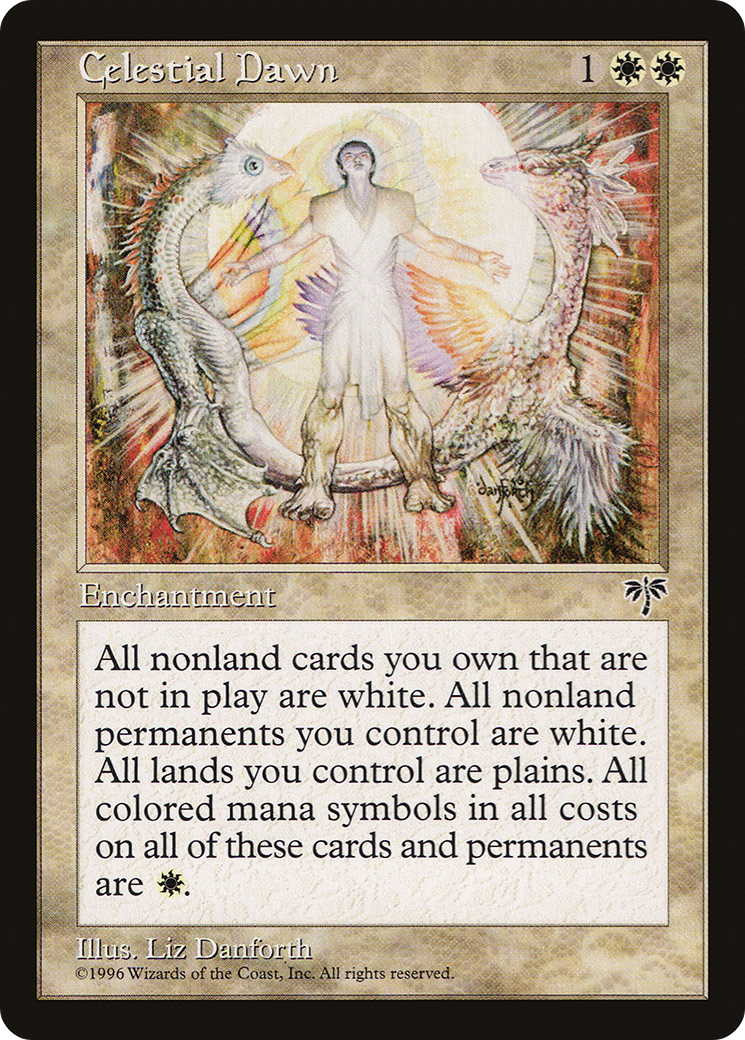 Celestial Dawn 1
danforth
Enchantment
All nonland cards you own that are
not in play are white. All nonland
permanents you control are white.
All lands you control are plains. All
colored mana symbols in all costs
on all of these cards and permanents
are .
Illus. Liz Danforth
©1996 Wizards of the Coast, Inc. All rights reserved.